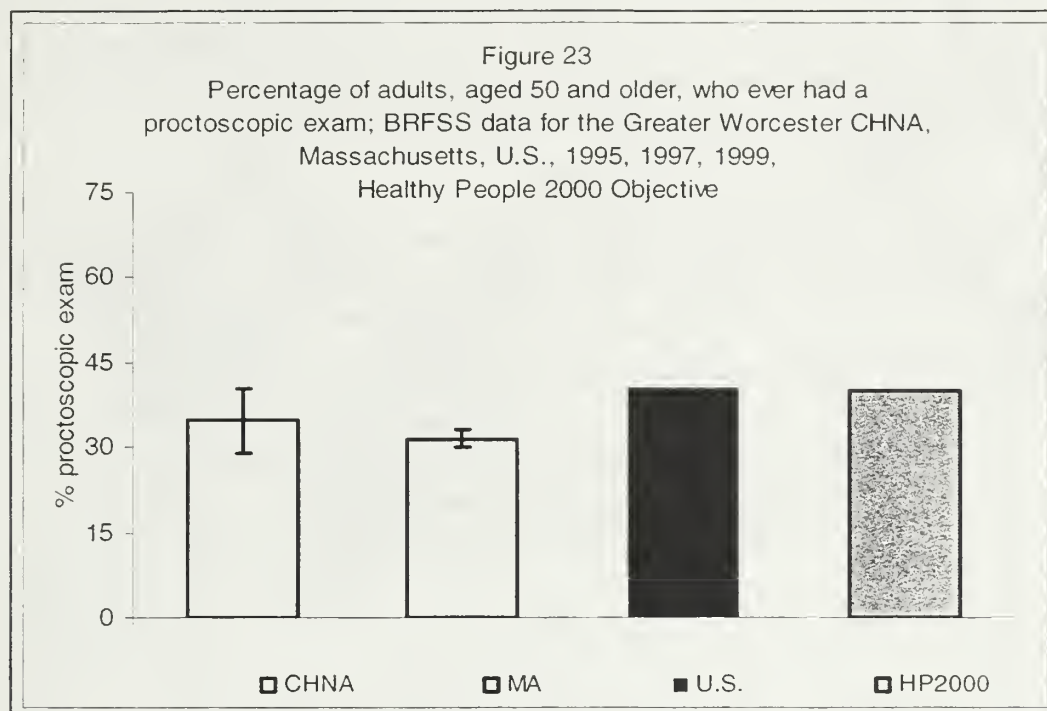 Figure 23
Percentage of adults, aged 50 and older, who ever had a
proctoscopic exam; BRFSS data for the Greater Worcester CHNA,
Massachusetts, U.S., 1995, 1997, 1999,
Healthy People 2000 Objective
% proctoscopic exam
75
60
45
30
15
0
CHNA MA U.S. HP2000